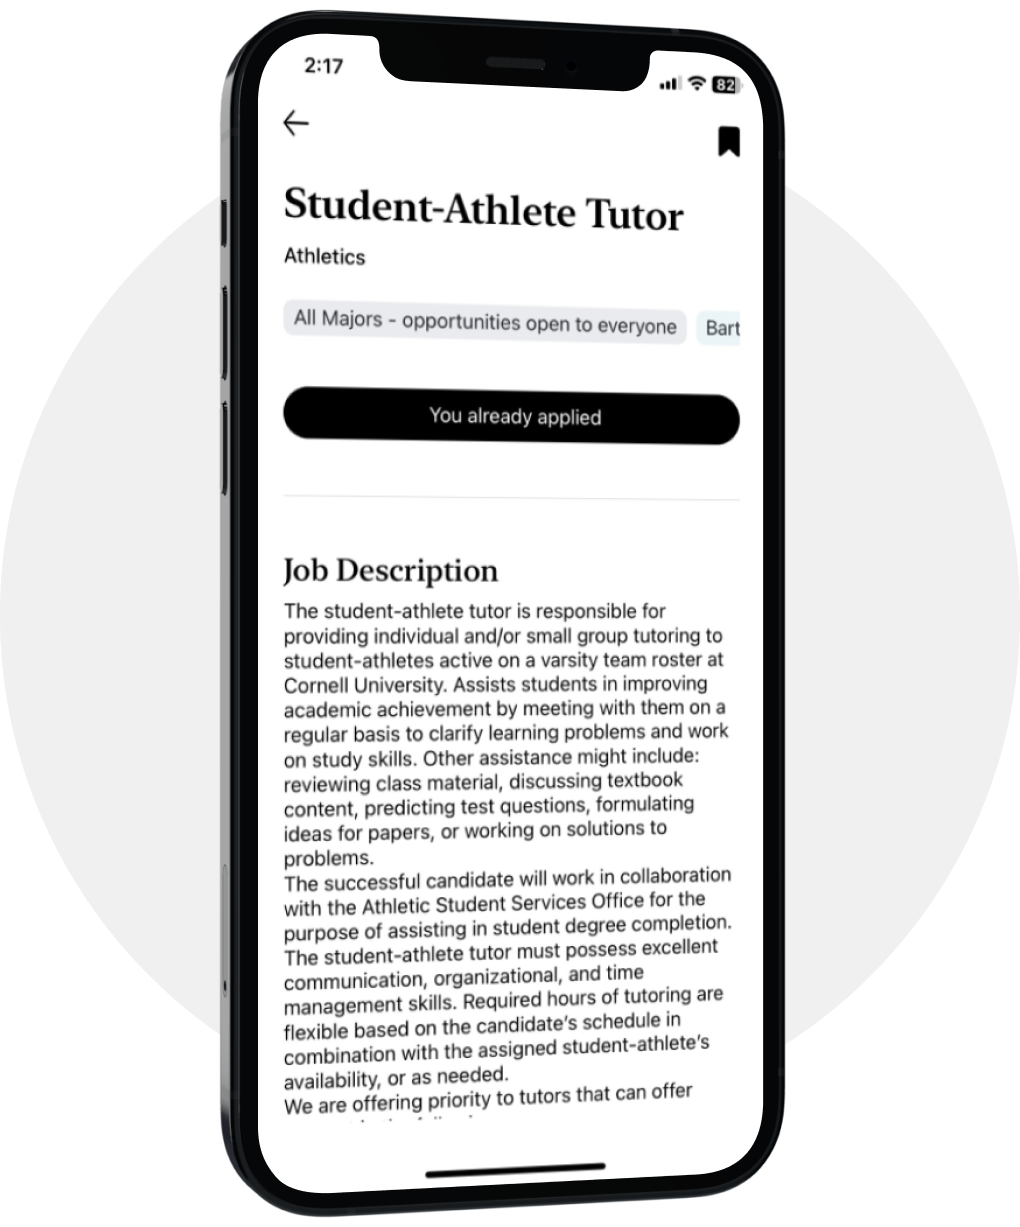 2:17
82
Student-Athlete Tutor
Athletics
All Majors - opportunities open to everyone
Bart
You already applied
Job Description
The student-athlete tutor is responsible for
providing individual and/or small group tutoring to
student-athletes active on a varsity team roster at
Cornell University. Assists students in improving
academic achievement by meeting with them on a
regular basis to clarify learning problems and work
on study skills. Other assistance might include:
reviewing class material, discussing textbook
content, predicting test questions, formulating
ideas for papers, or working on solutions to
problems.
The successful candidate will work in collaboration
with the Athletic Student Services Office for the
purpose of assisting in student degree completion.
The student-athlete tutor must possess excellent
communication, organizational, and time
management skills. Required hours of tutoring are
flexible based on the candidate's schedule in
combination with the assigned student-athlete's
availability, or as needed.
We are offering priority to tutors that can offer